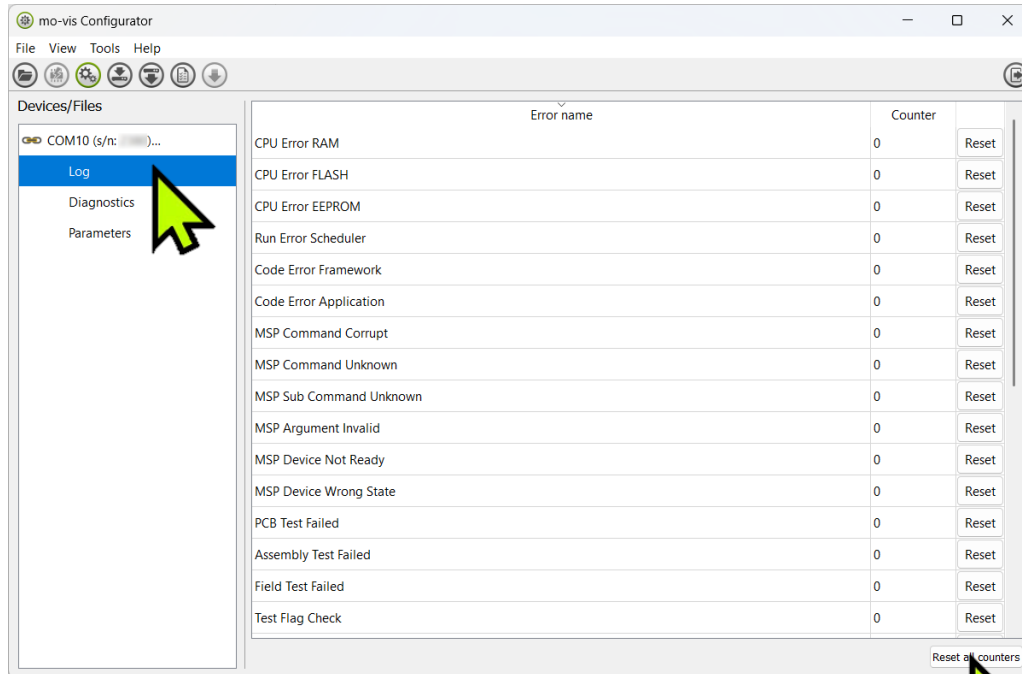 mo-vis Configurator
File View Tools Help
Devices/Files
COM10 (s/n: )...
Log
Diagnostics
Parameters
Error name Counter
CPU Error RAM 0 Reset
CPU Error FLASH 0 Reset
CPU Error EEPROM 0 Reset
Run Error Scheduler 0 Reset
Code Error Framework 0 Reset
Code Error Application 0 Reset
MSP Command Corrupt 0 Reset
MSP Command Unknown 0 Reset
MSP Sub Command Unknown 0 Reset
MSP Argument Invalid 0 Reset
MSP Device Not Ready 0 Reset
MSP Device Wrong State 0 Reset
PCB Test Failed 0 Reset
Assembly Test Failed 0 Reset
Field Test Failed 0 Reset
Test Flag Check 0 Reset
Reset all counters